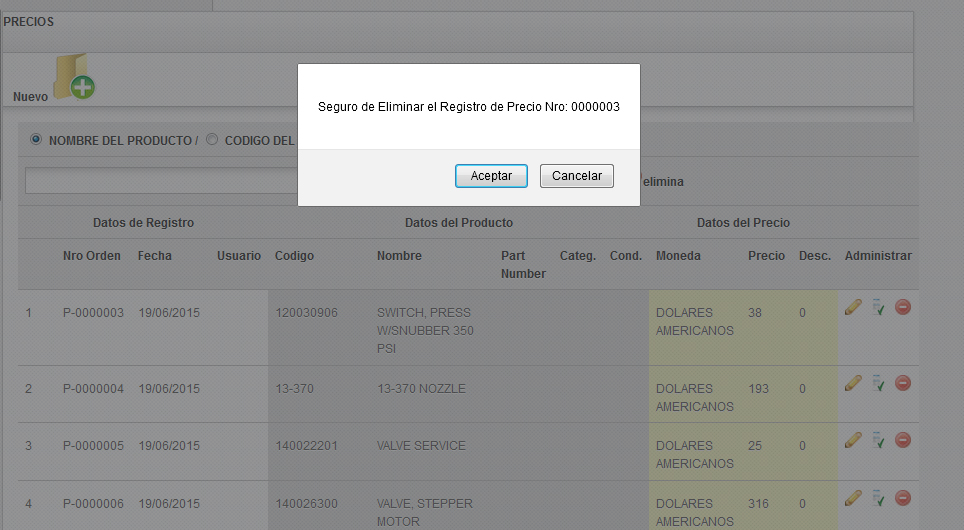 PRECIOS
Nuevo
Seguro de Eliminar el Registro de Precio Nro: 0000003
Aceptar Cancelar
NOMBRE DEL PRODUCTO / CODIGO DEL
elimina
Datos de Registro Datos del Producto Datos del Precio
Nro Orden Fecha Usuario Codigo Nombre Part Number Categ. Cond. Moneda Precio Desc. Administrar
1 P-0000003 19/06/2015 120030906 SWITCH, PRESS DOLARES 38 0
W/SNUBBER 350 AMERICANOS
PSI
2 P-0000004 19/06/2015 13-370 13-370 NOZZLE DOLARES 193 0
AMERICANOS
3 P-0000005 19/06/2015 140022201 VALVE SERVICE DOLARES 25 0
AMERICANOS
4 P-0000006 19/06/2015 140026300 VALVE, STEPPER DOLARES 316 0
MOTOR AMERICANOS